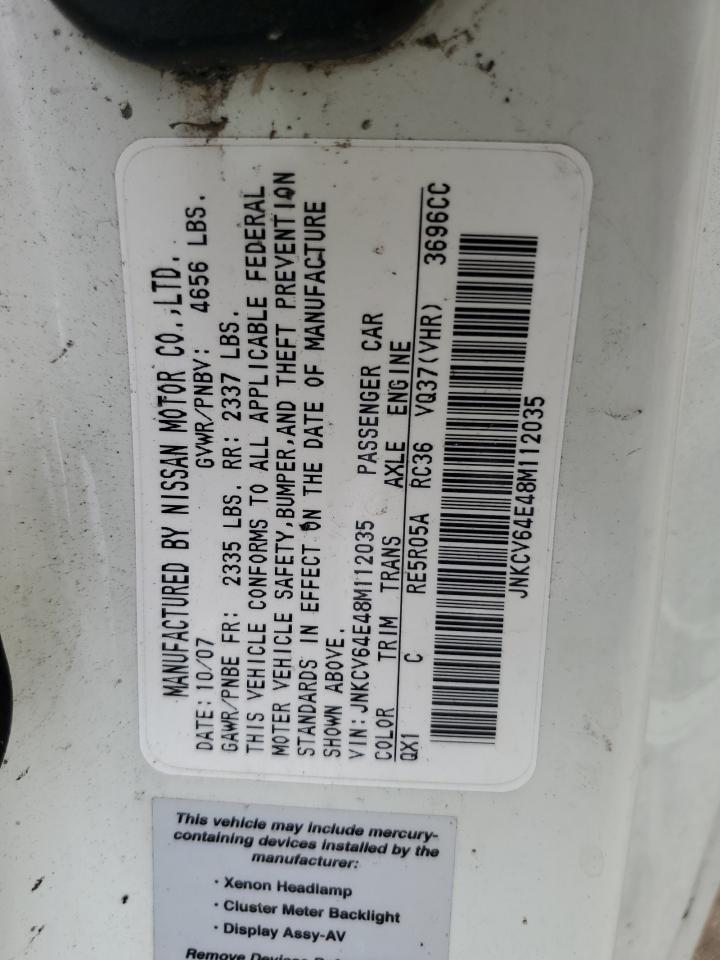 MANUFACTURED BY NISSAN MOTOR CO.,LTD.
DATE: 10/07 GVWR/PNBV: 4656 LBS.
GAWR/PNBE FR: 2335 LBS. RR: 2337 LBS.
THIS VEHICLE CONFORMS TO ALL APPLICABLE FEDERAL
MOTER VEHICLE SAFETY,BUMPER,AND THEFT PREVENTION
STANDARDS IN EFFECT ON THE DATE OF MANUFACTURE
SHOWN ABOVE.
VIN: JNKCV64E48M112035 PASSENGER CAR
COLOR TRIM TRANS AXLE ENGINE
QX1 C RE5R05A RC36 VQ37(VHR) 3696CC
JNKCV64E48M112035
This vehicle may include mercury-
containing devices installed by the
manufacturer:
· Xenon Headlamp
· Cluster Meter Backlight
· Display Assy-AV
Remove Devices